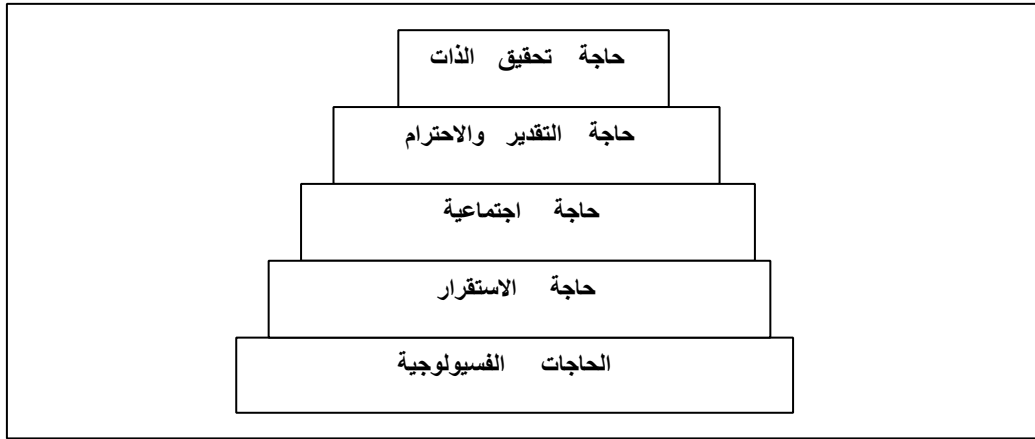 حاجة تحقيق الذات
حاجة التقدير والاحترام
حاجة اجتماعية
حاجة الاستقرار
الحاجات الفسيولوجية